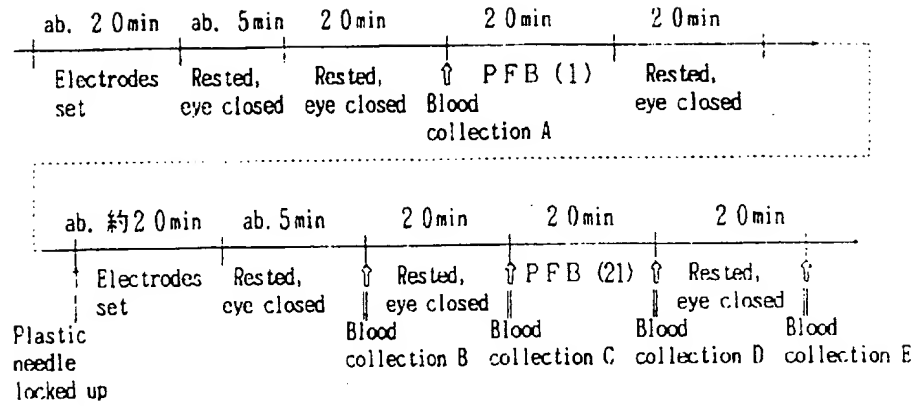 ab. 20min ab. 5min 20min 20min 20min
Electrodes Rested, Rested, ⇧ PFB (1) Rested,
set eye closed eye closed Blood eye closed
collection A
ab. 約20min ab. 5min 20min 20min 20min
Electrodes Rested, ⇧ Rested, ⇧ PFB (21) ⇧ Rested, ⇧
set eye closed eye closed eye closed
Plastic Blood Blood Blood Blood
needle collection B collection C collection D collection E
locked up